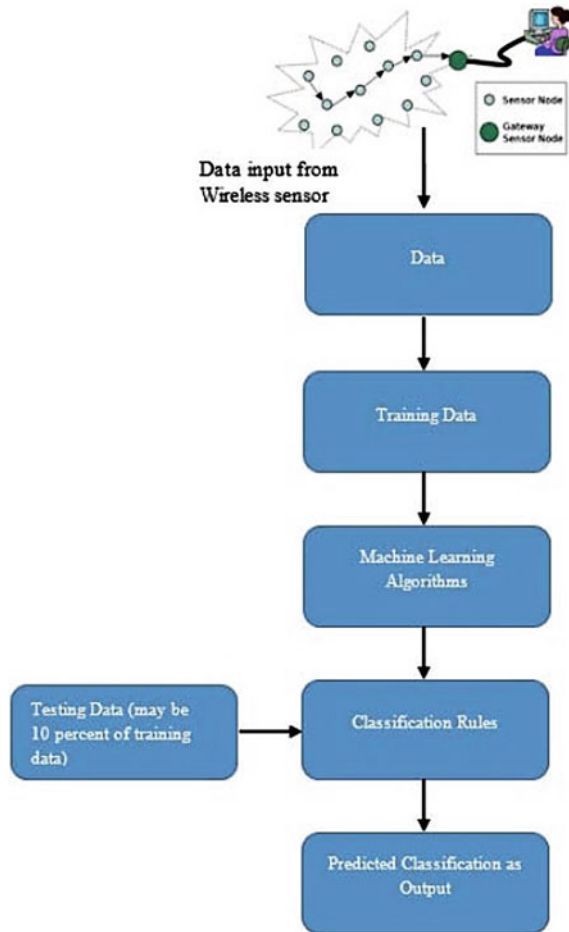 Sensor Node
Gateway
Sensor Node
Data input from
Wireless sensor
Data
Training Data
Machine Learning
Algorithms
Testing Data (may be
10 percent of training
data)
Classification Rules
Predicted Classification as
Output